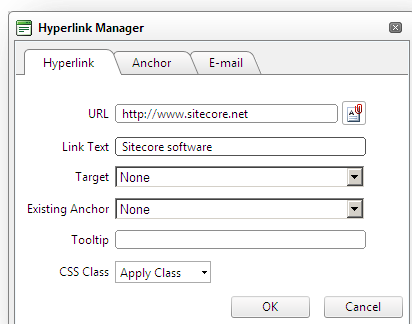 Hyperlink Manager
Hyperlink Anchor E-mail
URL http://www.sitecore.net
Link Text Sitecore software
Target None
Existing Anchor None
Tooltip
CSS Class Apply Class
OK Cancel